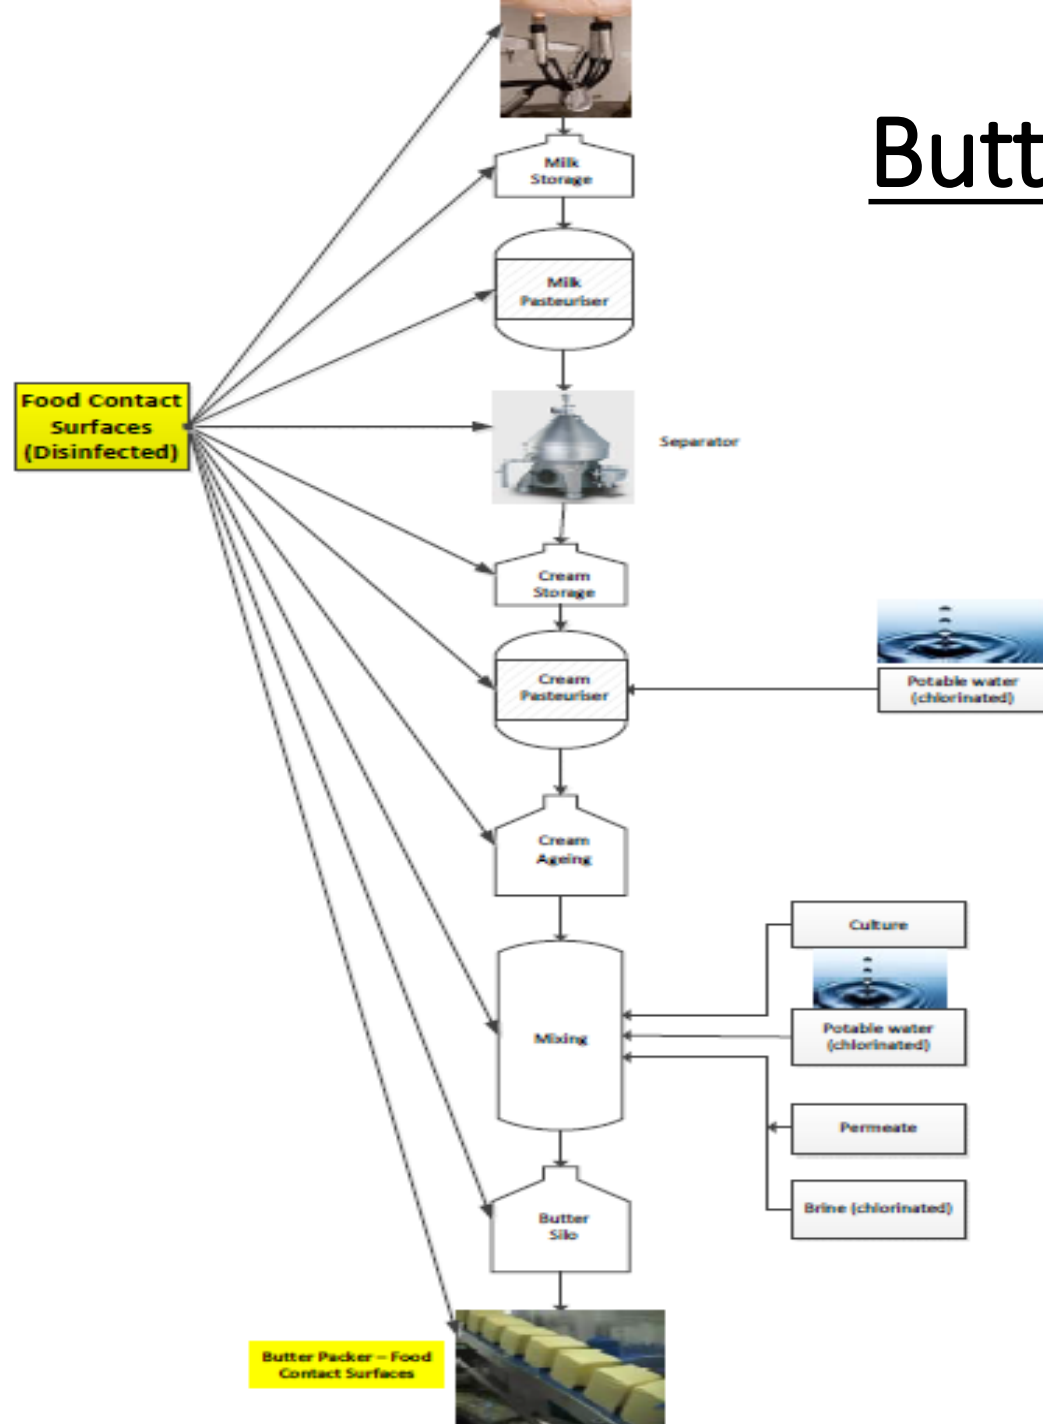 Butt
Milk
Storage
Milk
Pasteuriser
Food Contact
Surfaces
(Disinfected)
Separator
Cream
Storage
Cream
Pasteuriser
Potable water
(chlorinated)
Cream
Ageing
Culture
Mixing
Potable water
(chlorinated)
Permeate
Brine (chlorinated)
Butter
Silo
Butter Packer – Food
Contact Surfaces